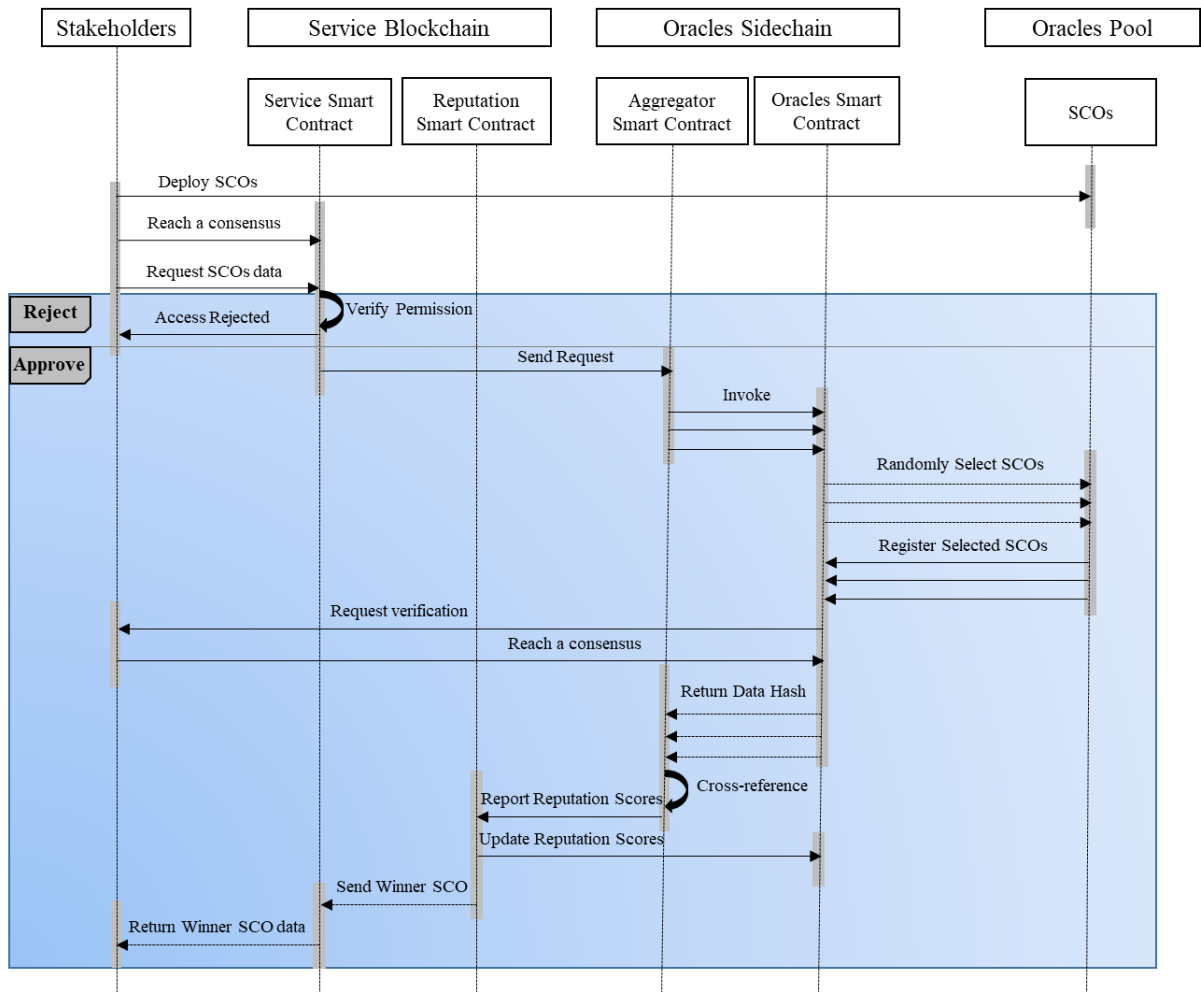 Stakeholders
Service Blockchain
Oracles Sidechain
Oracles Pool
Service Smart
Contract
Reputation
Smart Contract
Aggregator
Smart Contract
Oracles Smart
Contract
SCOs
Deploy SCOs
Reach a consensus
Request SCOs data
Reject
Verify Permission
Access Rejected
Approve
Send Request
Invoke
Randomly Select SCOs
Register Selected SCOs
Request verification
Reach a consensus
Return Data Hash
Cross-reference
Report Reputation Scores
Update Reputation Scores
Send Winner SCO
Return Winner SCO data